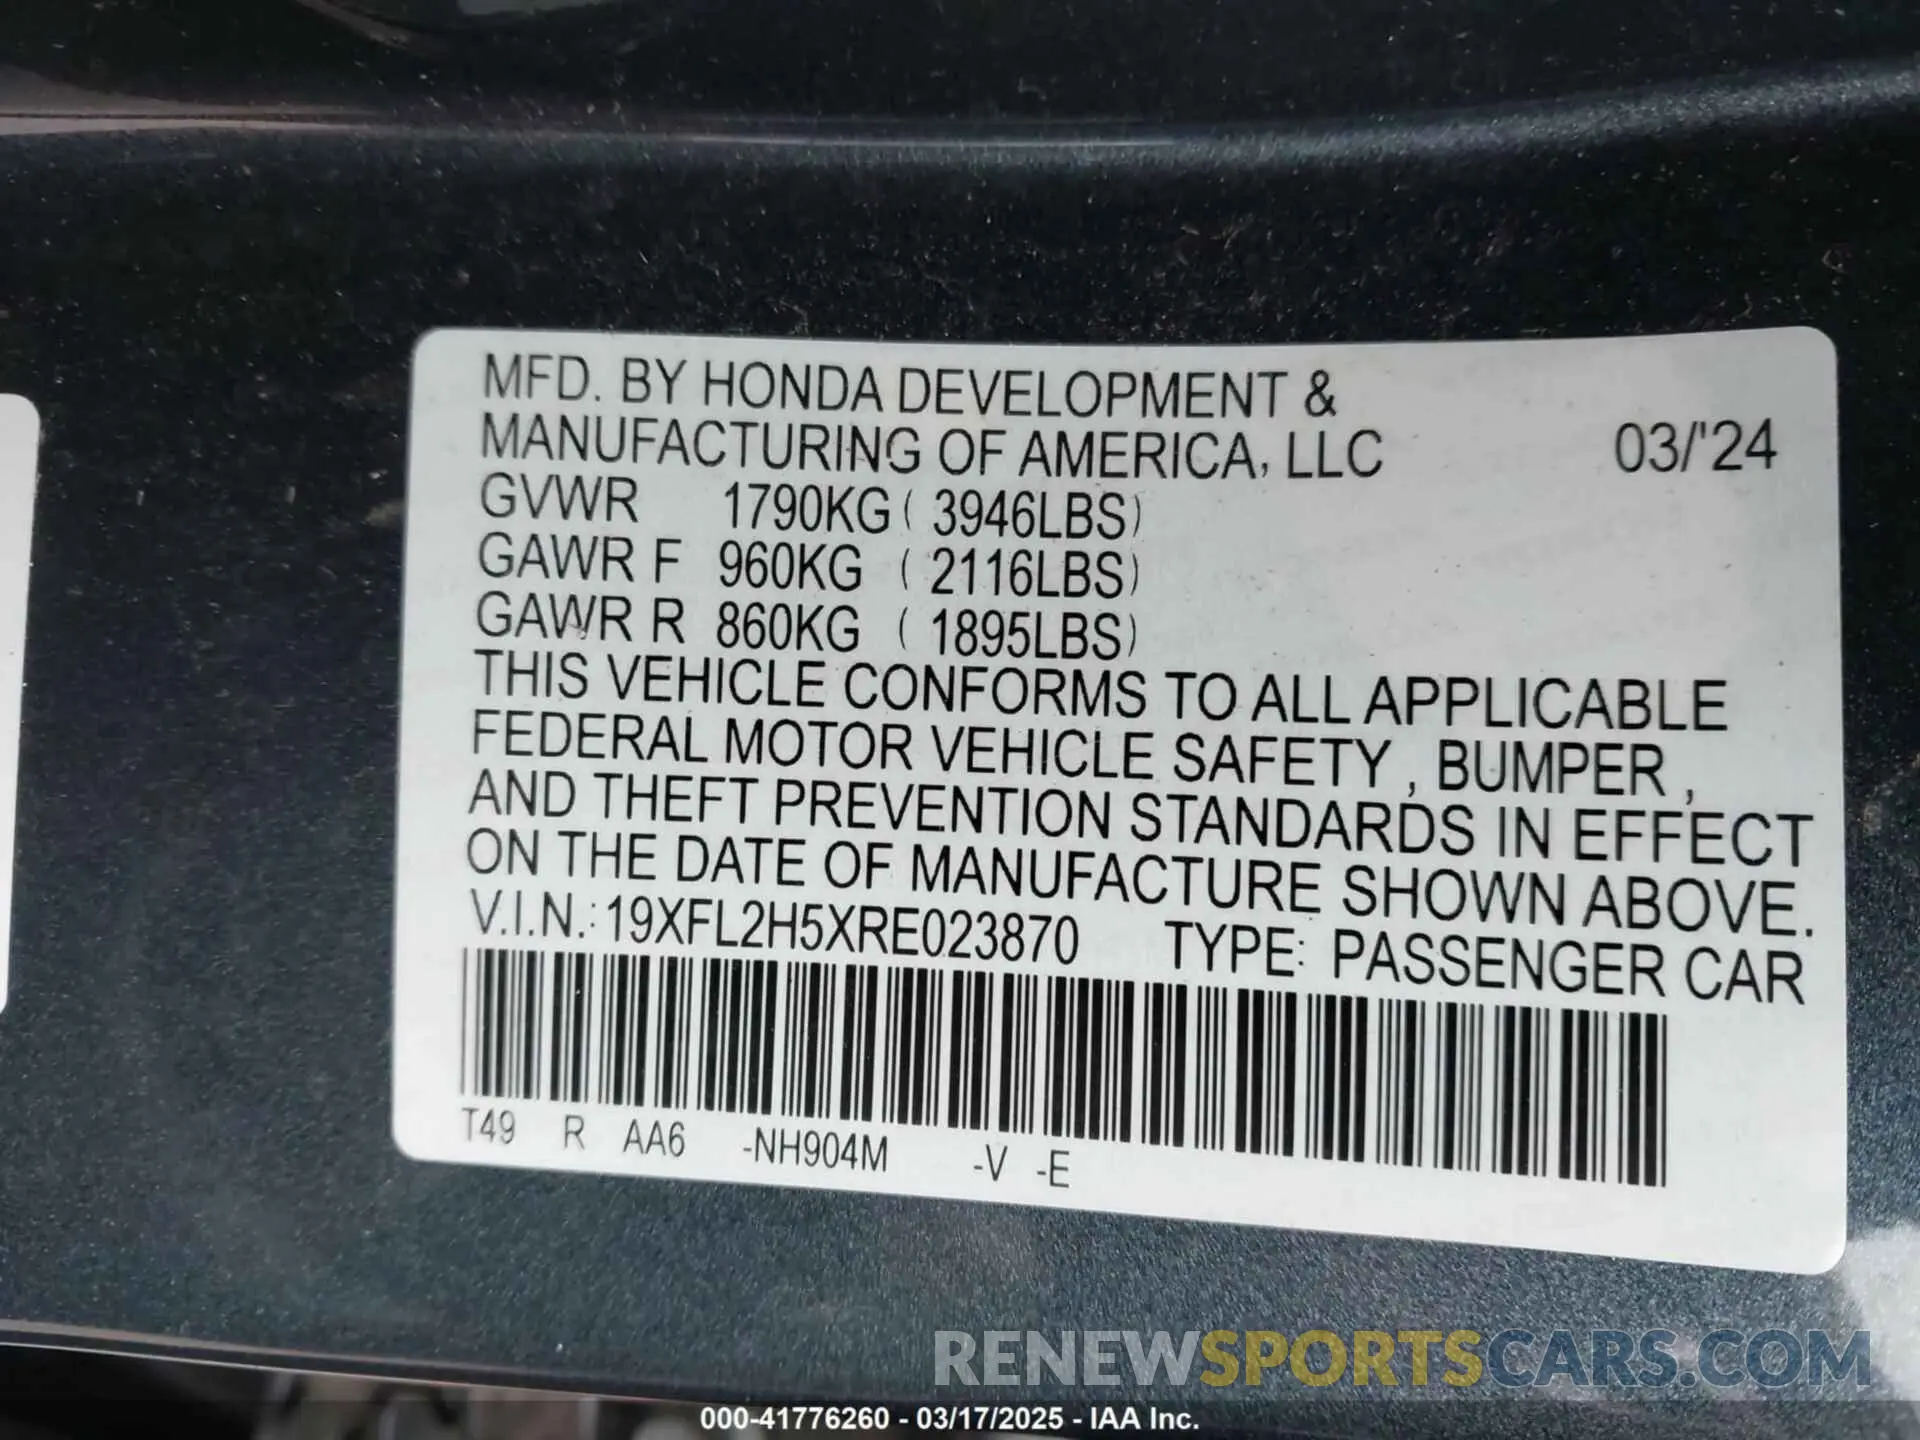 MFD. BY HONDA DEVELOPMENT &
MANUFACTURING OF AMERICA, LLC 03/'24
GVWR 1790KG ( 3946LBS)
GAWR F 960KG ( 2116LBS)
GAWR R 860KG ( 1895LBS)
THIS VEHICLE CONFORMS TO ALL APPLICABLE
FEDERAL MOTOR VEHICLE SAFETY , BUMPER ,
AND THEFT PREVENTION STANDARDS IN EFFECT
ON THE DATE OF MANUFACTURE SHOWN ABOVE.
V.I.N.: 19XFL2H5XRE023870 TYPE: PASSENGER CAR
T49 R AA6 -NH904M -V -E
RENEWSPORTSCARS.COM
000-41776260 - 03/17/2025 - IAA Inc.